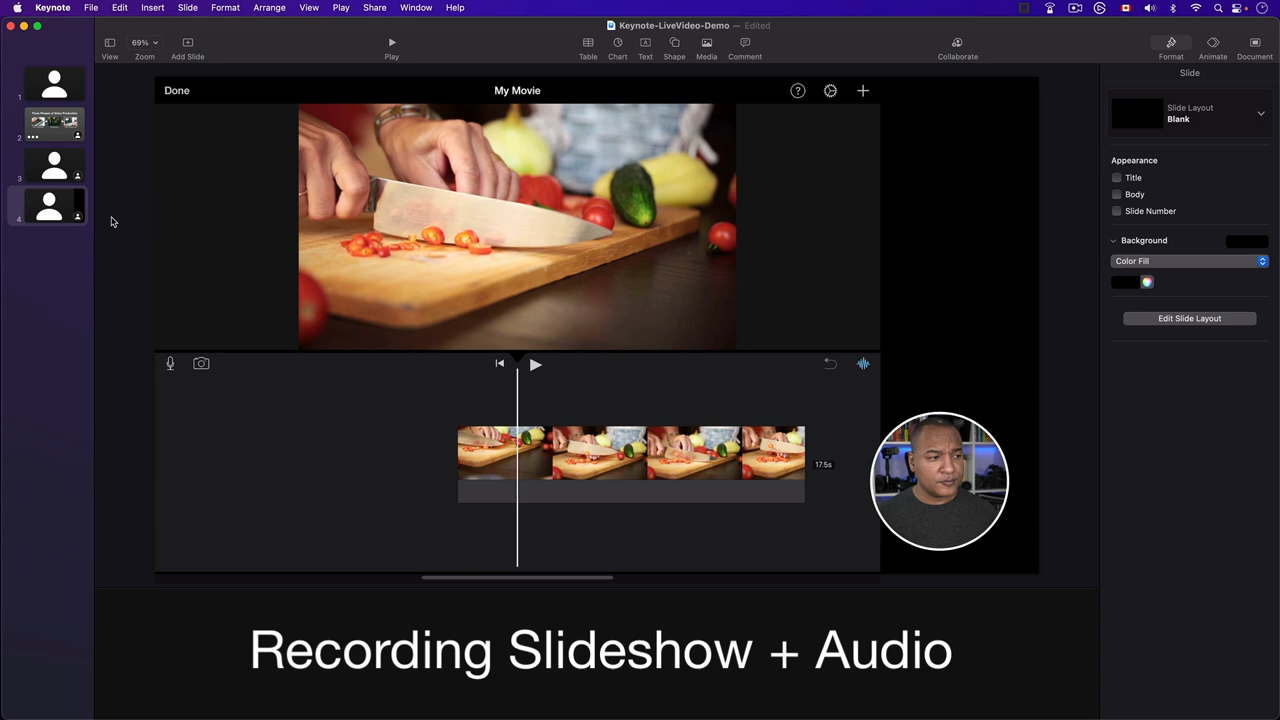 Keynote File Edit Insert Slide Format Arrange View Play Share Window Help
Keynote-LiveVideo-Demo — Edited
69%
View Zoom Add Slide Play Table Chart Text Shape Media Comment Collaborate Format Animate Document
Slide
1
2
3
4
Done My Movie ?
17.5s
Slide Layout
Blank
Appearance
Title
Body
Slide Number
Background
Color Fill
Edit Slide Layout
Recording Slideshow + Audio